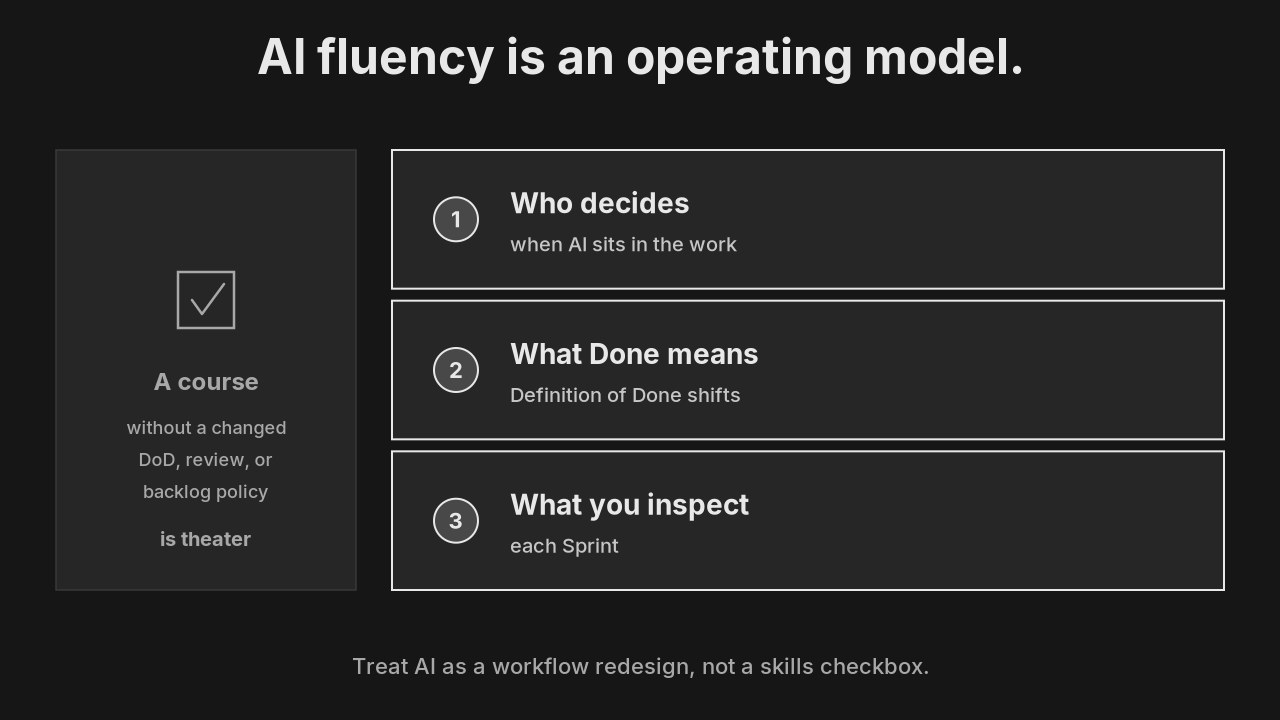 AI fluency is an operating model.
A course
without a changed
DoD, review, or
backlog policy
is theater
1
Who decides
when AI sits in the work
2
What Done means
Definition of Done shifts
3
What you inspect
each Sprint
Treat AI as a workflow redesign, not a skills checkbox.